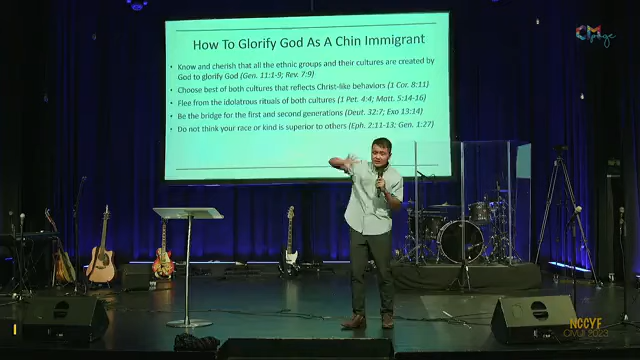 How To Glorify God As A Chin Immigrant
• Know and cherish that all the ethnic groups and their cultures are created by
God to glorify God (Gen. 11:1-9; Rev. 7:9)
• Choose best of both cultures that reflects Christ-like behaviors (1 Cor. 8:11)
• Flee from the idolatrous rituals of both cultures (1 Pet. 4:4; Matt. 5:14-16)
• Be the bridge for the first and second generations (Deut. 32:7; Exo 13:14)
• Do not think your race or kind is superior to others (Eph. 2:11-13; Gen. 1:27)
CM
page
NCCYF
CIVUI 2023